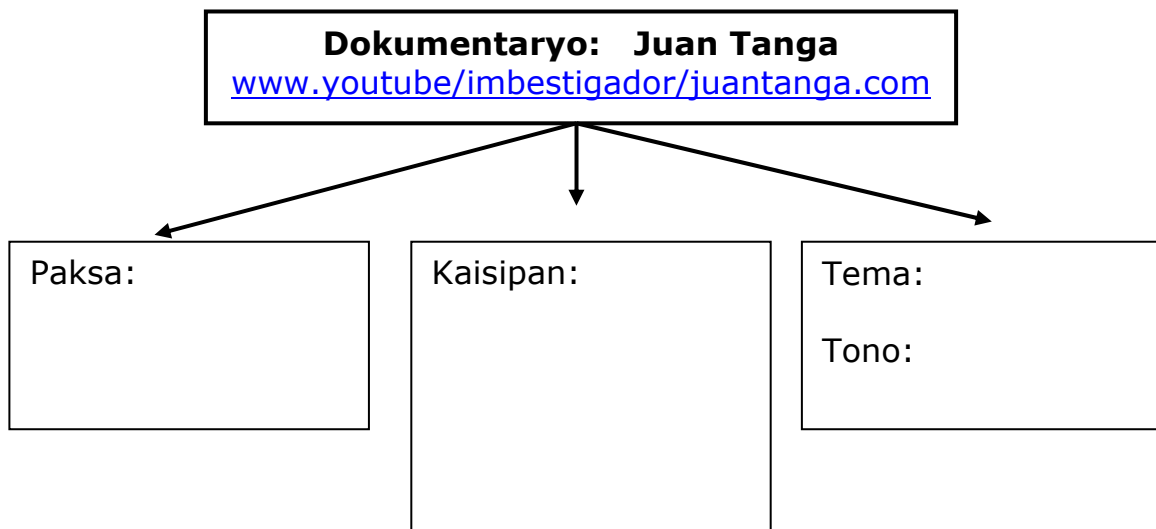 Dokumentaryo: Juan Tanga
www.youtube/imbestigador/juantanga.com
Paksa:
Kaisipan:
Tema:
Tono: